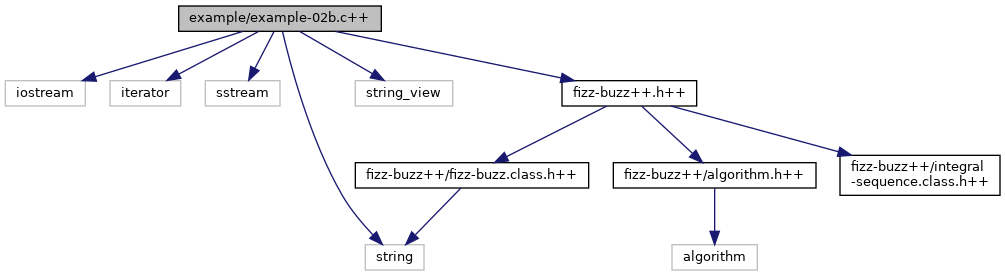 example/example-02b.c++
iostream
iterator
sstream
string_view
fizz-buzz++.h++
fizz-buzz++/fizz-buzz.class.h++
fizz-buzz++/algorithm.h++
fizz-buzz++/integral
-sequence.class.h++
string
algorithm